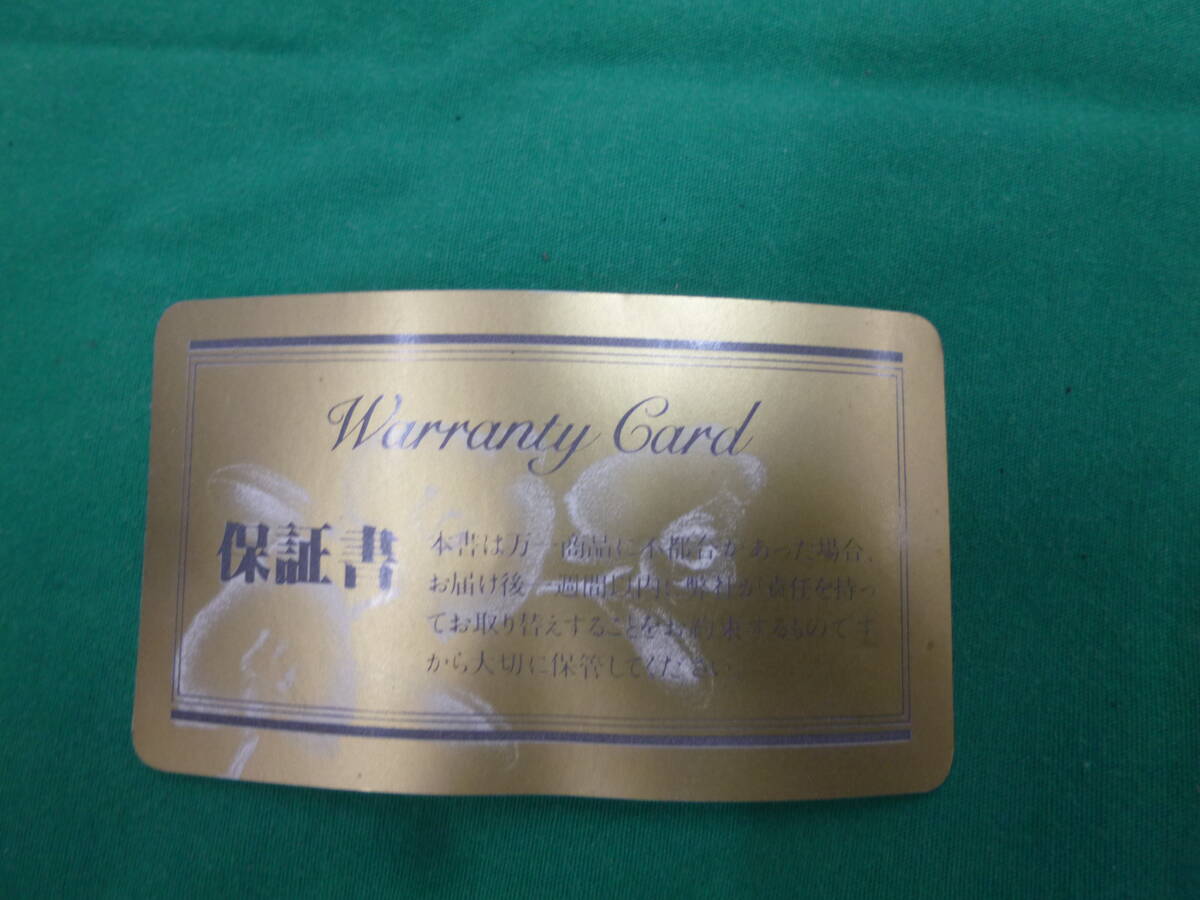 Warranty Card
保証書
本書は万一商品に不都合があった場合、
お届け後一週間以内に弊社が責任を持っ
てお取り替えすることをお約束するものです
から大切に保管してください